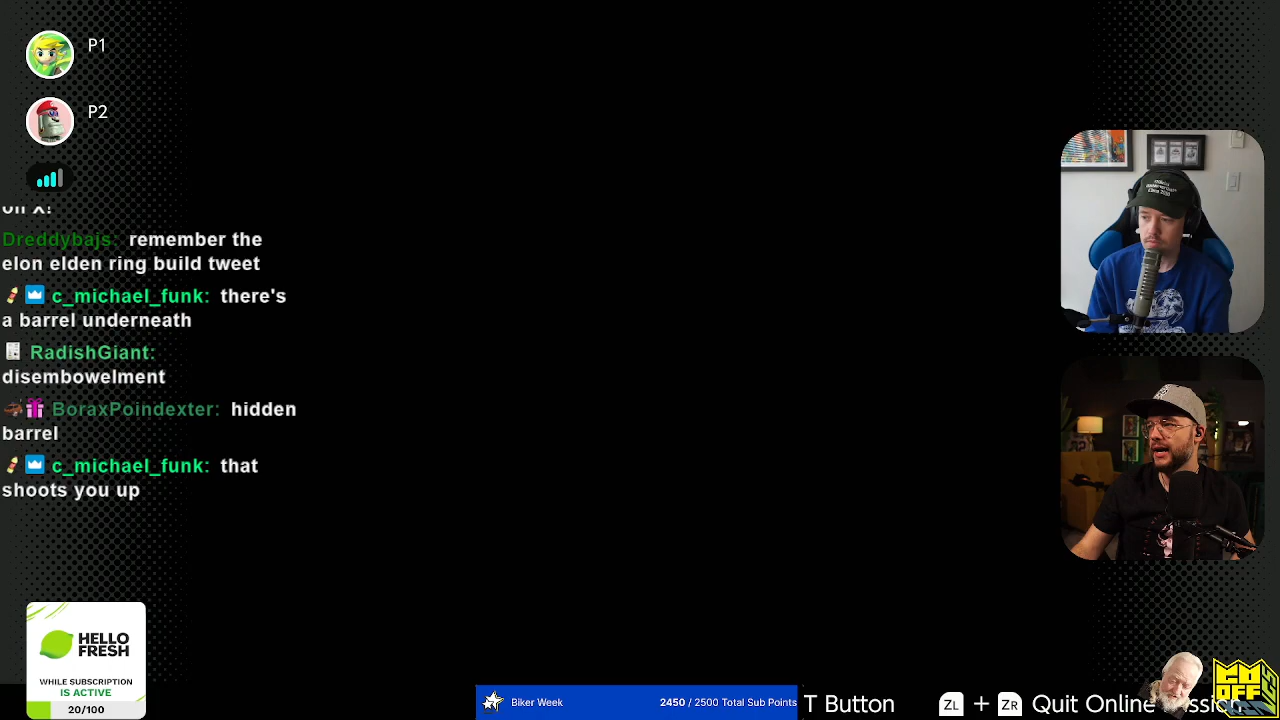 P1
P2
on X!
Dreddybajs: remember the
elon elden ring build tweet
c_michael_funk: there's
a barrel underneath
RadishGiant:
disembowelment
BoraxPoindexter: hidden
barrel
c_michael_funk: that
shoots you up
HELLO
FRESH
WHILE SUBSCRIPTION
IS ACTIVE
20/100
Biker Week 2450 / 2500 Total Sub Points
T Button ZL + ZR Quit Online
OFF